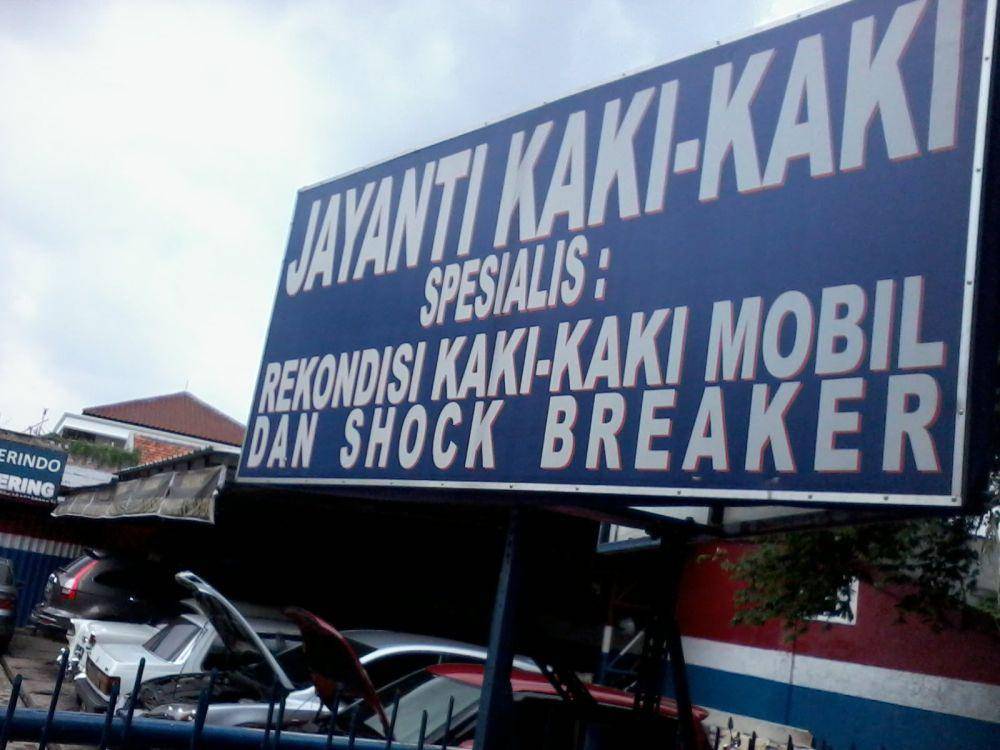 JAYANTI KAKI-KAKI
SPESIALIS :
REKONDISI KAKI-KAKI MOBIL
DAN SHOCK BREAKER
ERINDO
ERING